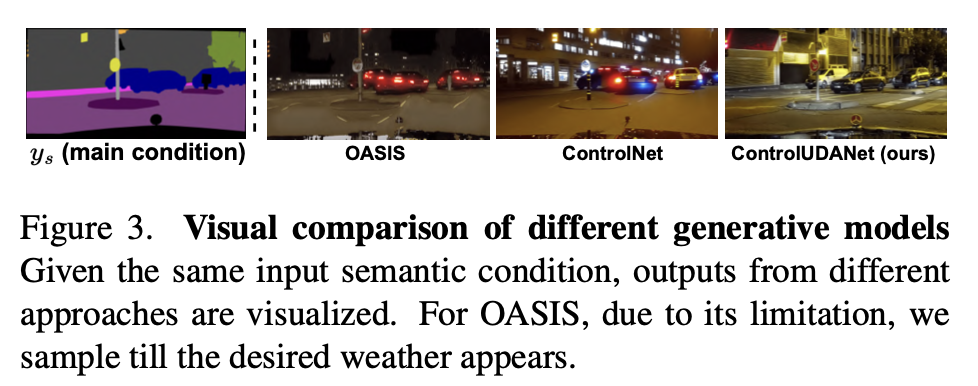 y_s (main condition)
OASIS
ControlNet
ControlUDANet (ours)
Figure 3. Visual comparison of different generative models
Given the same input semantic condition, outputs from different
approaches are visualized. For OASIS, due to its limitation, we
sample till the desired weather appears.